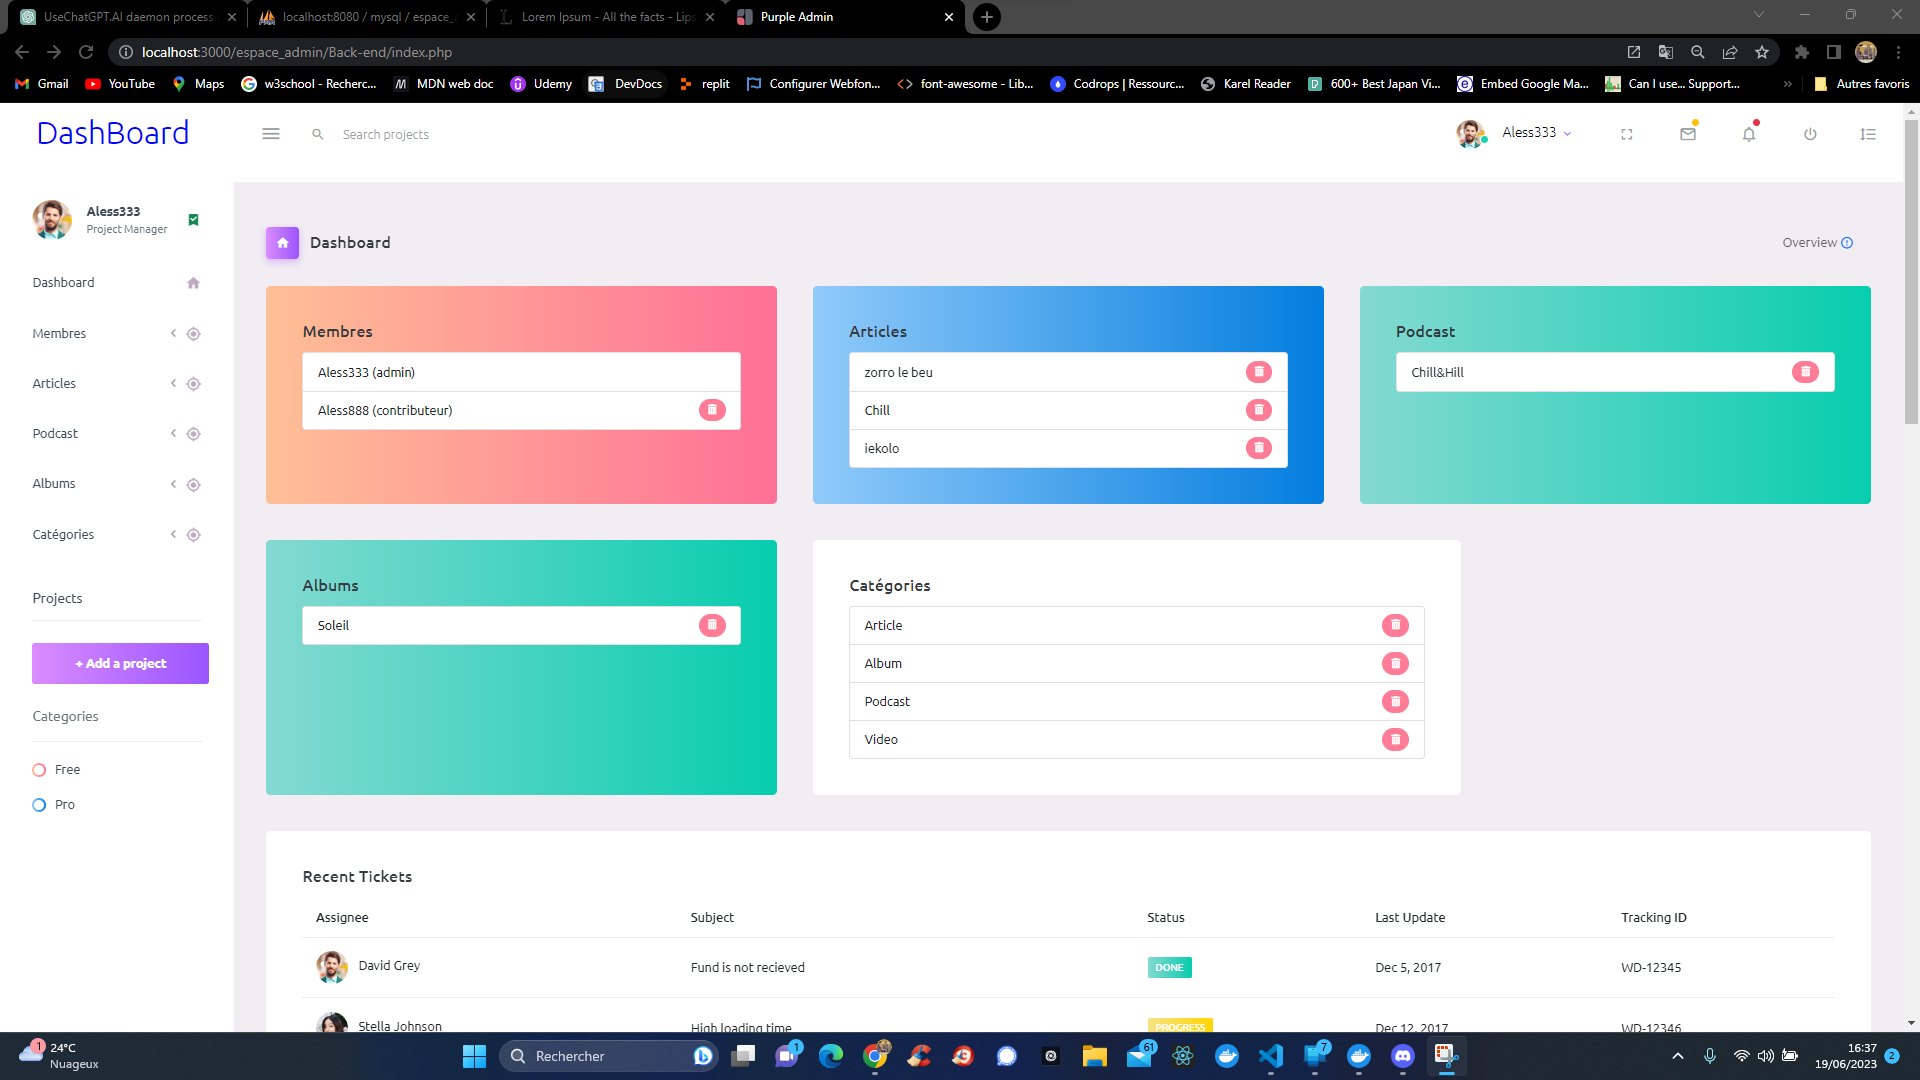 UseChatGPT.AI daemon process
localhost:8080 / mysql / espace_a
Lorem Ipsum - All the facts - Lips
Purple Admin
localhost:3000/espace_admin/Back-end/index.php
Gmail
YouTube
Maps
w3school - Recherc...
MDN web doc
Udemy
DevDocs
replit
Configurer Webfon...
font-awesome - Lib...
Codrops | Ressourc...
Karel Reader
600+ Best Japan Vi...
Embed Google Ma...
Can I use... Support...
»
Autres favoris
DashBoard
Search projects
Aless333
Aless333
Project Manager
Dashboard
Membres
Articles
Podcast
Albums
Catégories
Projects
+ Add a project
Categories
Free
Pro
Dashboard
Overview
Membres
Aless333 (admin)
Aless888 (contributeur)
Articles
zorro le beu
Chill
iekolo
Podcast
Chill&Hill
Albums
Soleil
Catégories
Article
Album
Podcast
Video
Recent Tickets
Assignee Subject Status Last Update Tracking ID
David Grey Fund is not recieved DONE Dec 5, 2017 WD-12345
Stella Johnson High loading time PROGRESS Dec 12, 2017 WD-12346
1
24°C
Nuageux
Rechercher
1
61
7
16:37
19/06/2023
2